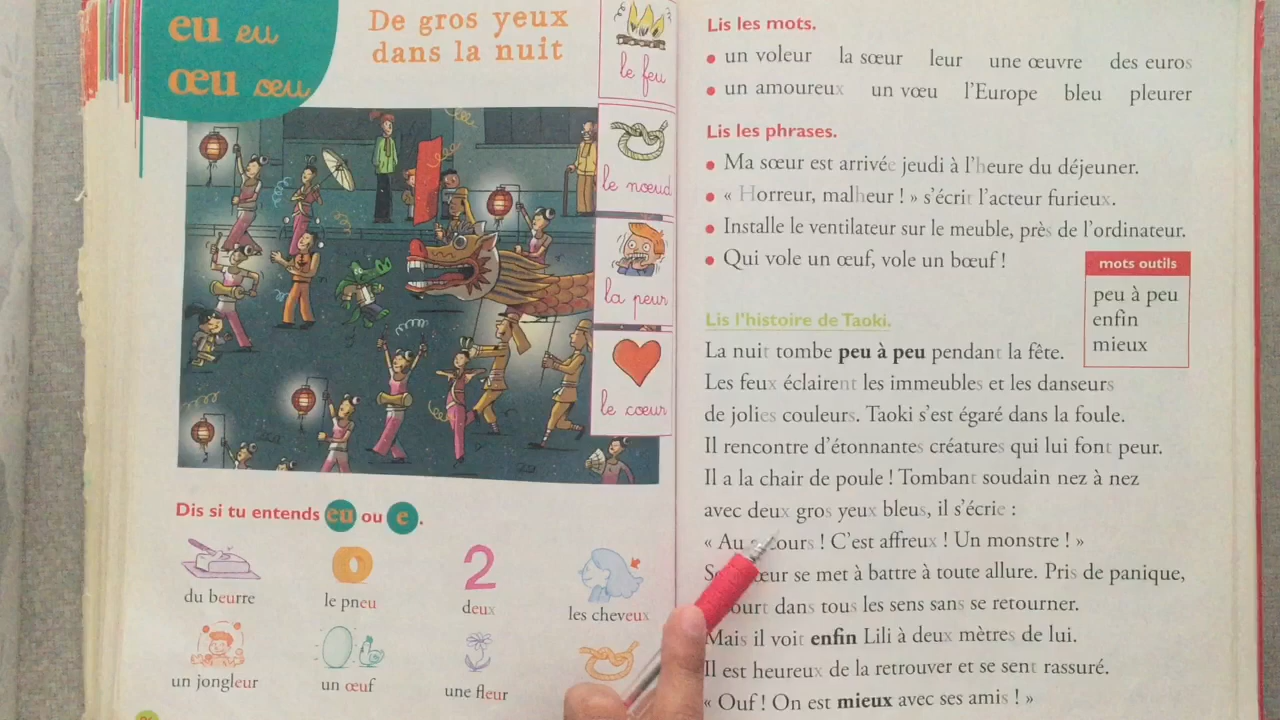 eu eu
œu œu
De gros yeux
dans la nuit
le feu
le nœud
la peur
le cœur
Dis si tu entends eu ou e.
du beurre
le pneu
deux
les cheveux
un jongleur
un œuf
une fleur
Lis les mots.
un voleur la sœur leur une œuvre des euros
un amoureux un vœu l'Europe bleu pleurer
Lis les phrases.
Ma sœur est arrivée jeudi à l'heure du déjeuner.
« Horreur, malheur ! » s'écrit l'acteur furieux.
Installe le ventilateur sur le meuble, près de l'ordinateur.
Qui vole un œuf, vole un bœuf !
mots outils
peu à peu
enfin
mieux
Lis l'histoire de Taoki.
La nuit tombe peu à peu pendant la fête.
Les feux éclairent les immeubles et les danseurs
de jolies couleurs. Taoki s'est égaré dans la foule.
Il rencontre d'étonnantes créatures qui lui font peur.
Il a la chair de poule ! Tombant soudain nez à nez
avec deux gros yeux bleus, il s'écrie :
« Au ! C'est affreux ! Un monstre ! »
se met à battre à toute allure. Pris de panique,
dans tous les sens sans se retourner.
Mais il voit enfin Lili à deux mètres de lui.
Il est heureux de la retrouver et se sent rassuré.
« Ouf ! On est mieux avec ses amis ! »